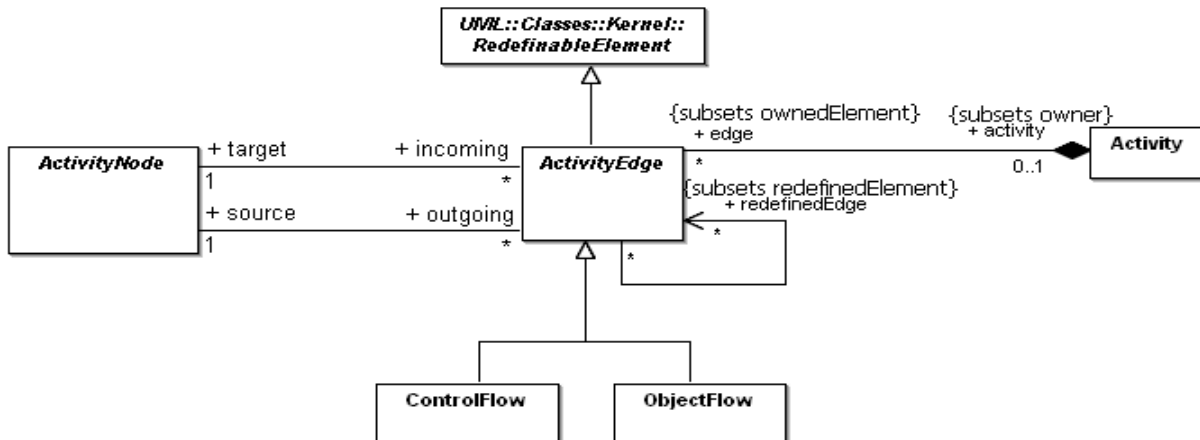 UML::Classes::Kernel::
RedefinableElement
{subsets ownedElement}
+ edge
*
{subsets owner}
+ activity
0..1
Activity
ActivityNode
+ target
1
+ incoming
*
+ source
1
+ outgoing
*
ActivityEdge
{subsets redefinedElement}
+ redefinedEdge
*
*
ControlFlow
ObjectFlow